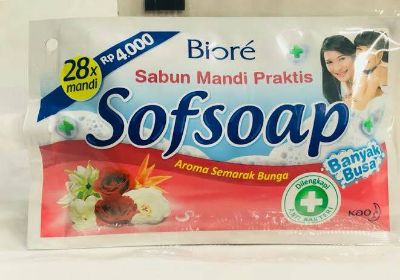 28x
mandi
RP 4.000
Bioré
Sabun Mandi Praktis
Sofsoap
Aroma Semarak Bunga
Banyak
Busa
Dilengkapi
ANTI BAKTERI
Kao